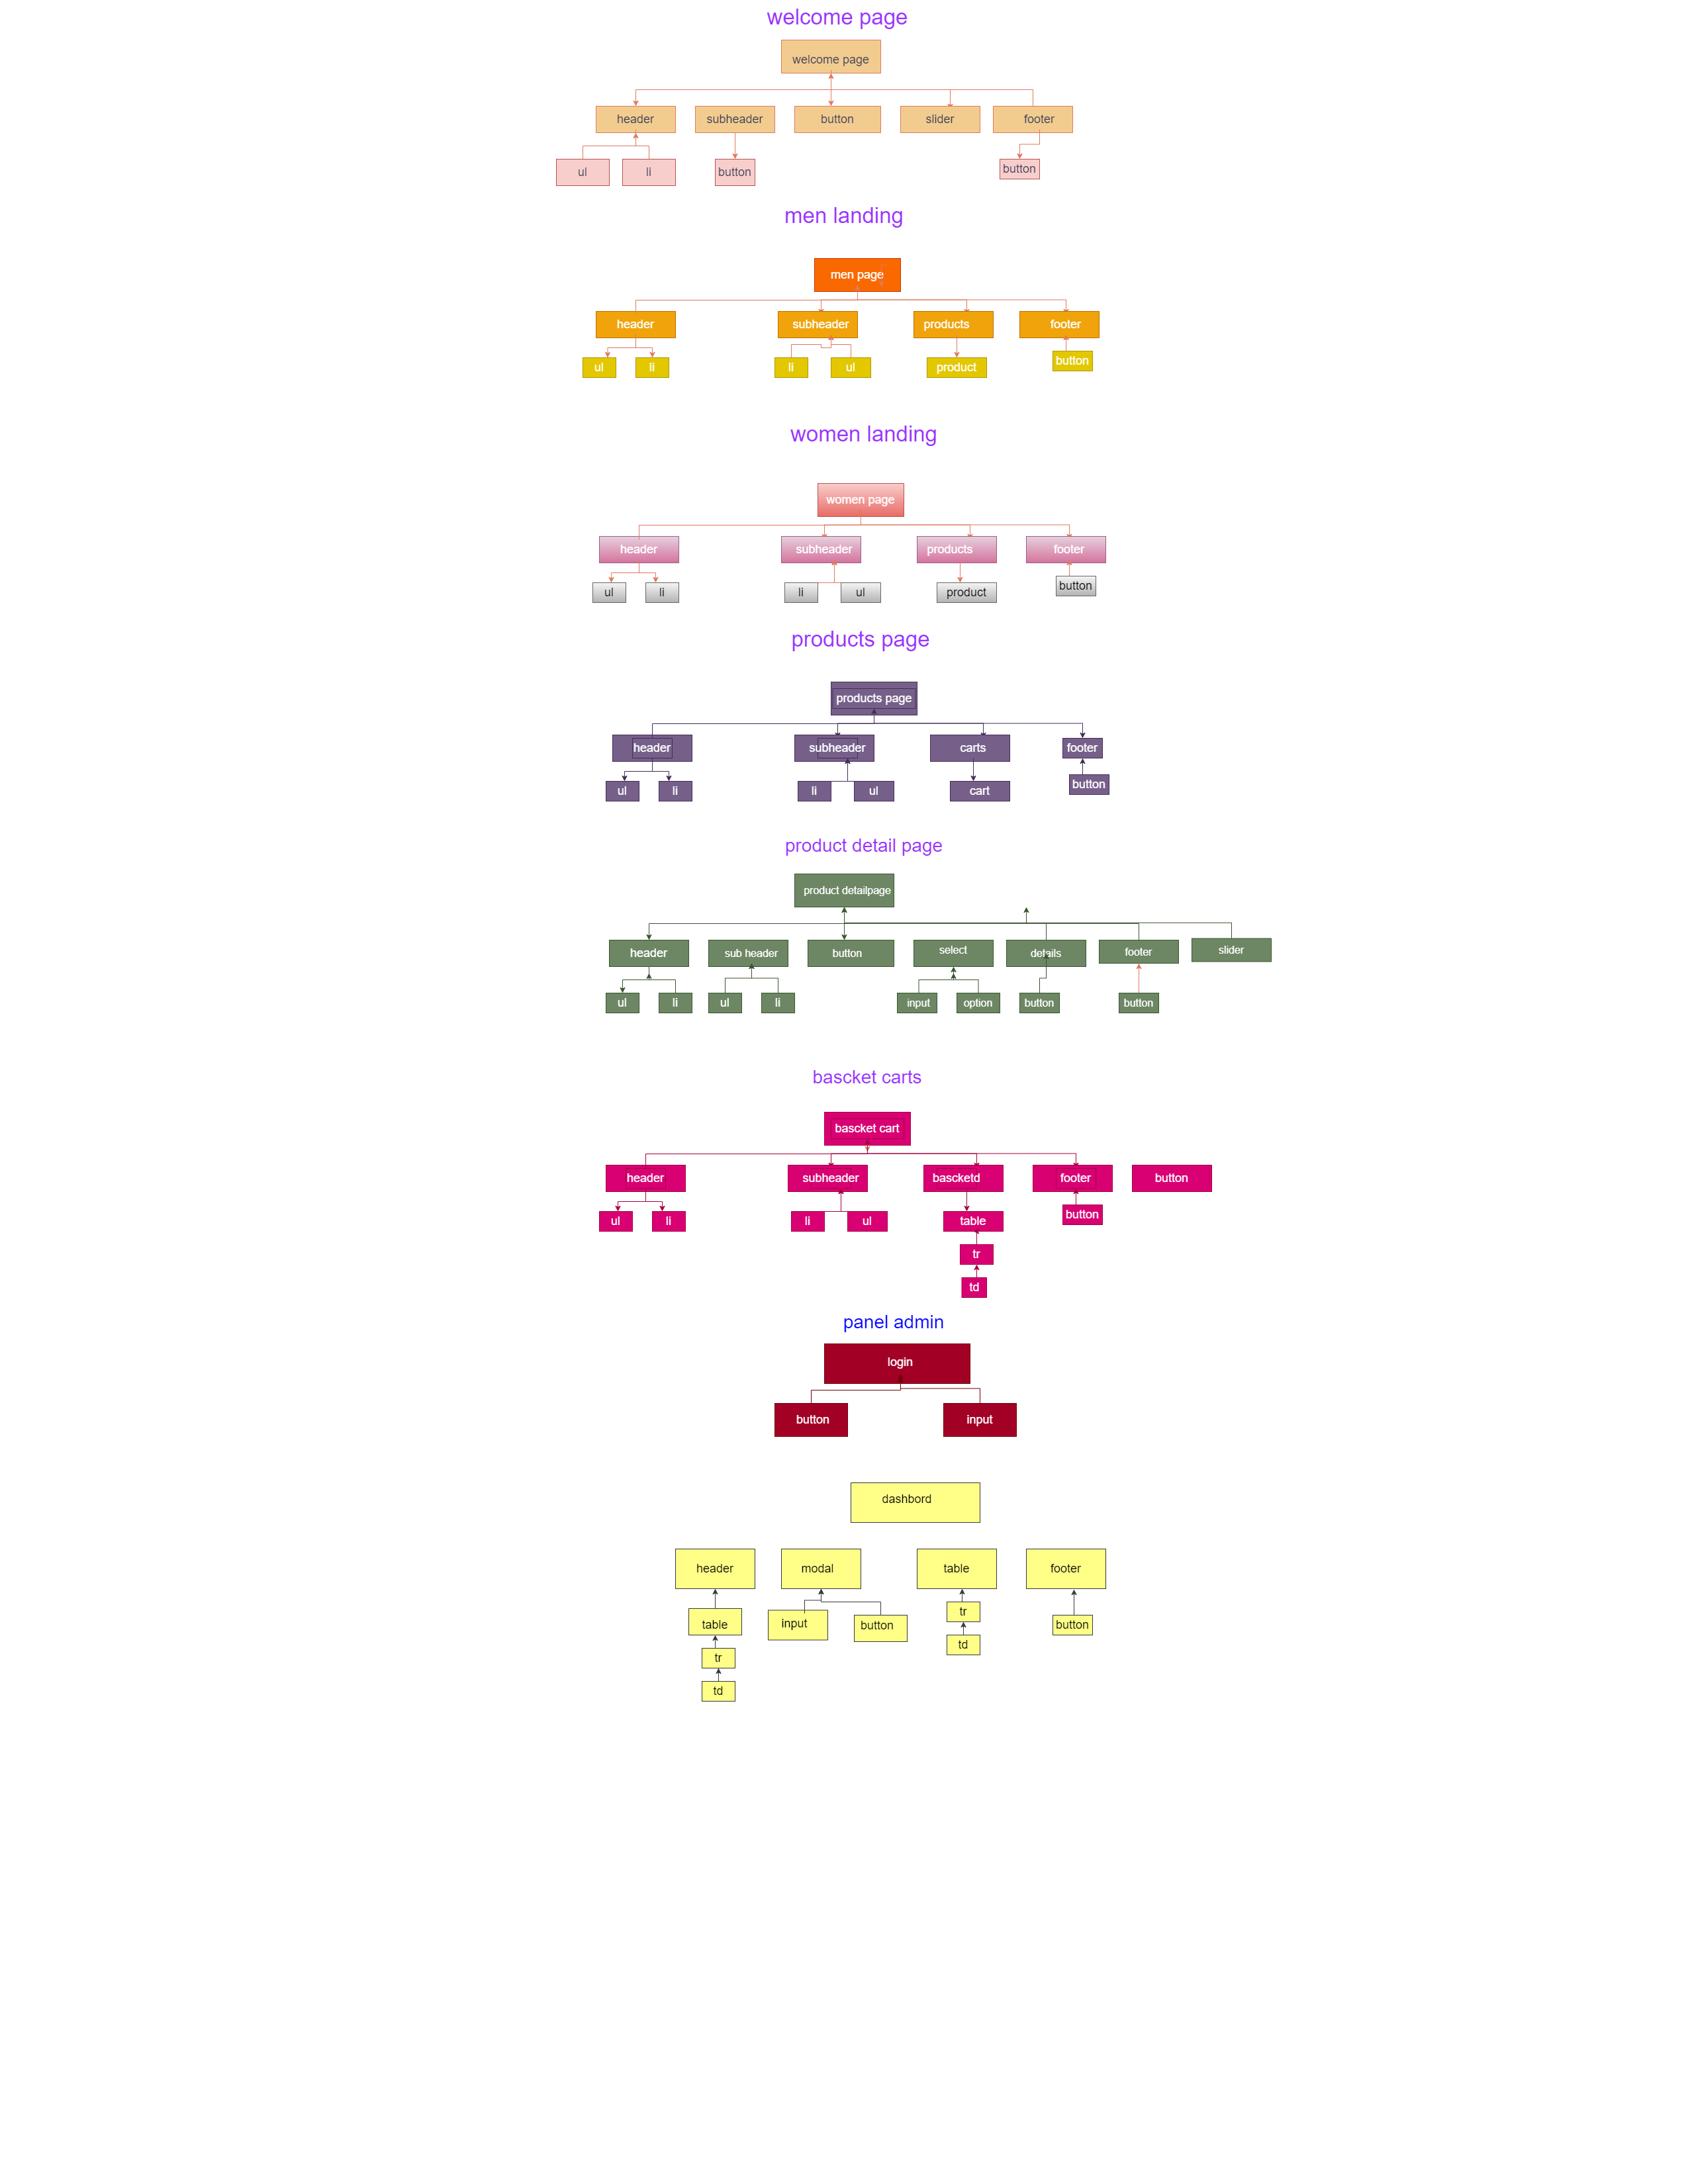 welcome page
welcome page
header
subheader
button
slider
footer
ul
li
button
button
men landing
men page
header
subheader
products
footer
ul
li
li
ul
product
button
women landing
women page
header
subheader
products
footer
ul
li
li
ul
product
button
products page
products page
header
subheader
carts
footer
ul
li
li
ul
cart
button
product detail page
product detailpage
header
sub header
button
select
details
footer
slider
ul
li
ul
li
input
option
button
button
bascket carts
bascket cart
header
subheader
bascketd
footer
button
ul
li
li
ul
table
button
tr
td
panel admin
login
button
input
dashbord
header
modal
table
footer
table
input
button
tr
button
tr
td
td